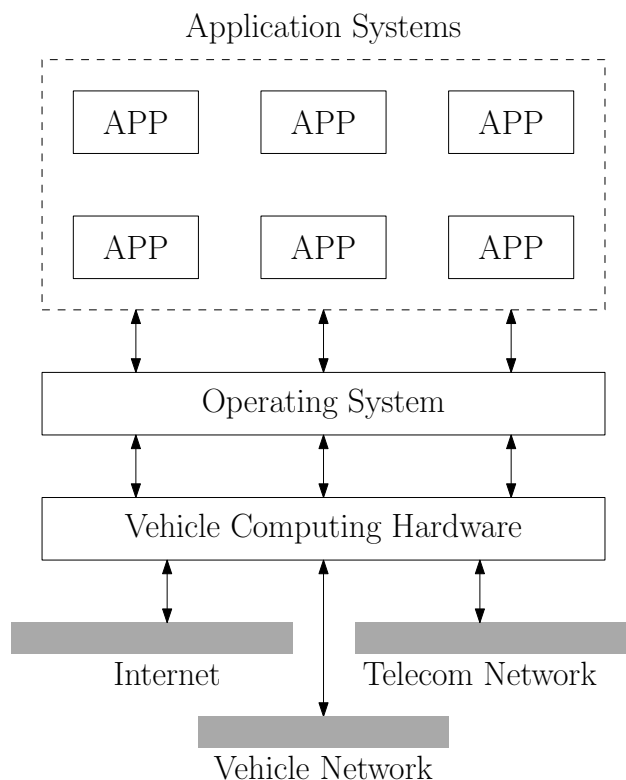 Application Systems
APP APP APP
APP APP APP
Operating System
Vehicle Computing Hardware
Internet Telecom Network
Vehicle Network